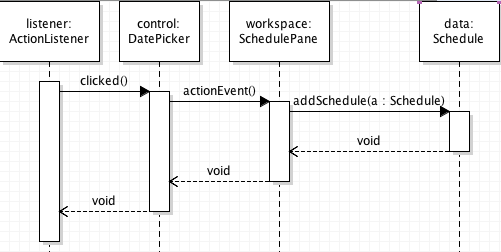 listener:
ActionListener
control:
DatePicker
workspace:
SchedulePane
data:
Schedule
clicked()
actionEvent()
addSchedule(a : Schedule)
void
void
void